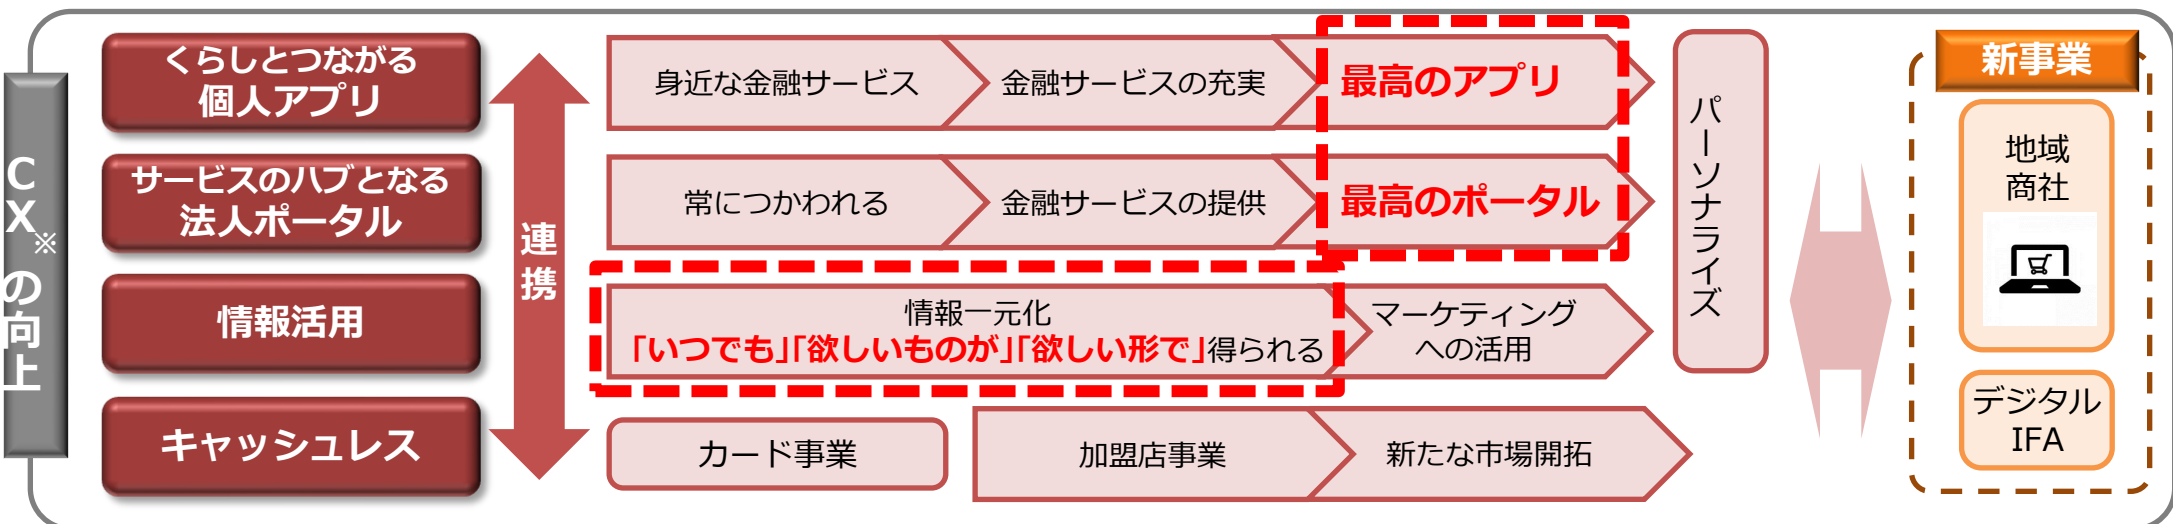 CX※の向上
くらしとつながる
個人アプリ
身近な金融サービス
金融サービスの充実
最高のアプリ
サービスのハブとなる
法人ポータル
常につかわれる
金融サービスの提供
最高のポータル
情報活用
情報一元化
「いつでも」「欲しいものが」「欲しい形で」得られる
マーケティング
への活用
キャッシュレス
カード事業
加盟店事業
新たな市場開拓
連携
パーソナライズ
新事業
地域
商社
デジタル
IFA